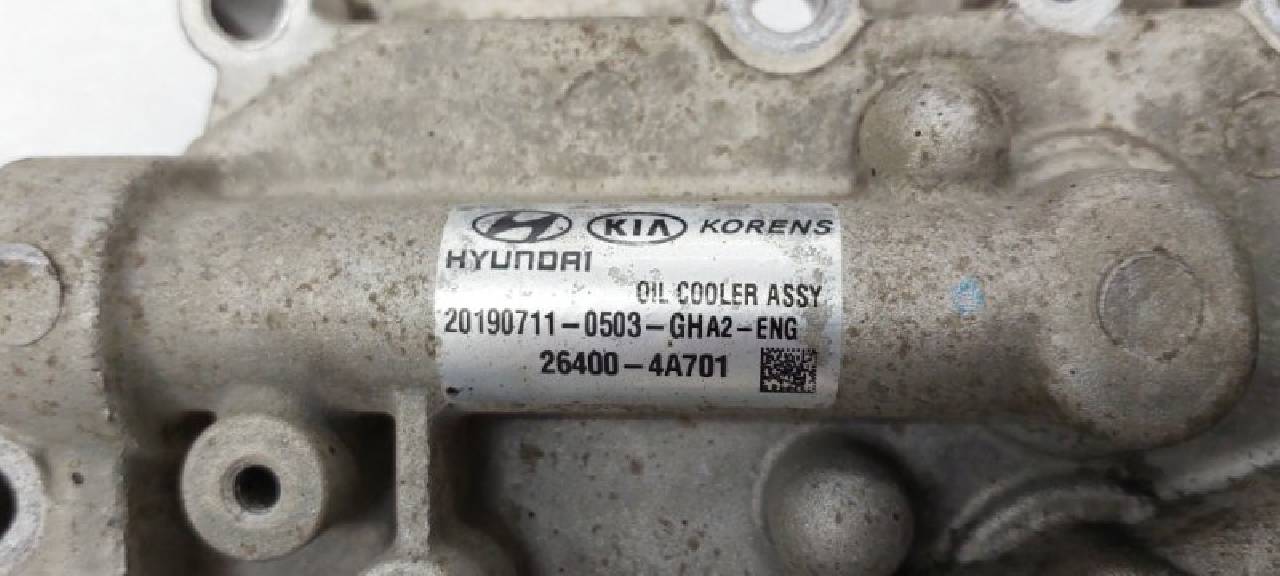 KIA KORENS
HYUNDAI
OIL COOLER ASSY
20190711-0503-GHA2-ENG
26400-4A701